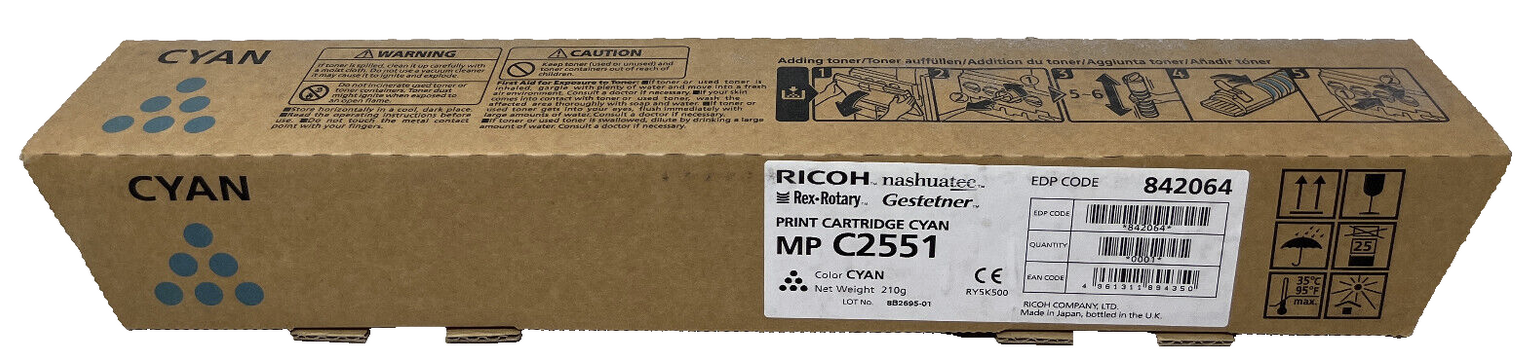 CYAN
WARNING
If toner is spilled, clean it up carefully with
a moist cloth. Do not use a vacuum cleaner
it may cause it to ignite and explode.
Do not incinerate used toner or
toner containers. Toner dust
might ignite when exposed to
an open flame.
■Store horizontally in a cool, dark place.
■Read the operating instructions before
use. ■Do not touch the metal contact
point with your fingers.
CAUTION
Keep toner (used or unused) and
toner containers out of reach of
children.
First Aid for Exposure to Toner ■If toner or used toner is
inhaled, gargle with plenty of water and move into a fresh
air environment. Consult a doctor if necessary. ■If your skin
comes into contact with toner or used toner, wash the
affected area thoroughly with soap and water. ■If toner or
used toner gets into your eyes, flush immediately with
large amounts of water. Consult a doctor if necessary.
■If toner or used toner is swallowed, dilute by drinking a large
amount of water. Consult a doctor if necessary.
Adding toner/Toner auffüllen/Addition du toner/Aggiunta toner/Añadir tóner
1 2 3 4 5
5-6
CYAN
RICOH™ nashuatec™
Rex-Rotary™ Gestetner™
PRINT CARTRIDGE CYAN
MP C2551
Color CYAN
Net Weight 210g
LOT No. 8B2695-01
CE
RYSK500
EDP CODE 842064
EDP CODE
*842064*
QUANTITY
*0001*
EAN CODE
4 961311 894350
RICOH COMPANY, LTD.
Made in Japan, bottled in the U.K.
25
35°C
95°F
max.